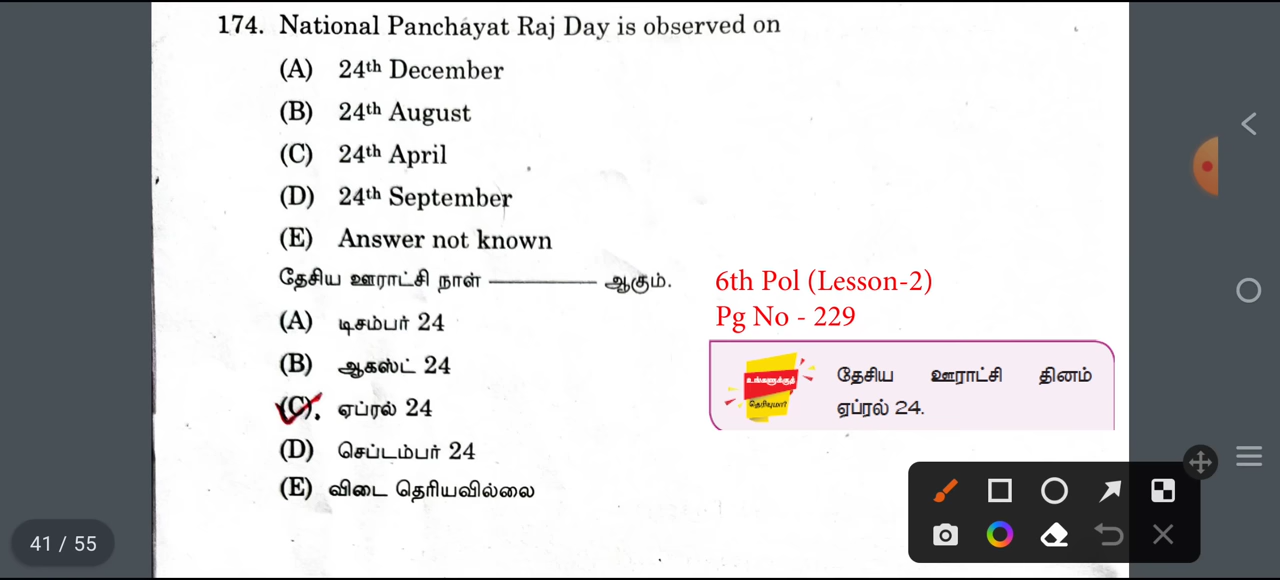 174. National Panchayat Raj Day is observed on
(A) 24th December
(B) 24th August
(C) 24th April
(D) 24th September
(E) Answer not known
தேசிய ஊராட்சி நாள் ———— ஆகும்.
(A) டிசம்பர் 24
(B) ஆகஸ்ட் 24
(C). ஏப்ரல் 24
(D) செப்டம்பர் 24
(E) விடை தெரியவில்லை
6th Pol (Lesson-2)
Pg No - 229
உங்களுக்குத்
தெரியுமா?
தேசிய ஊராட்சி தினம்
ஏப்ரல் 24.
41 / 55